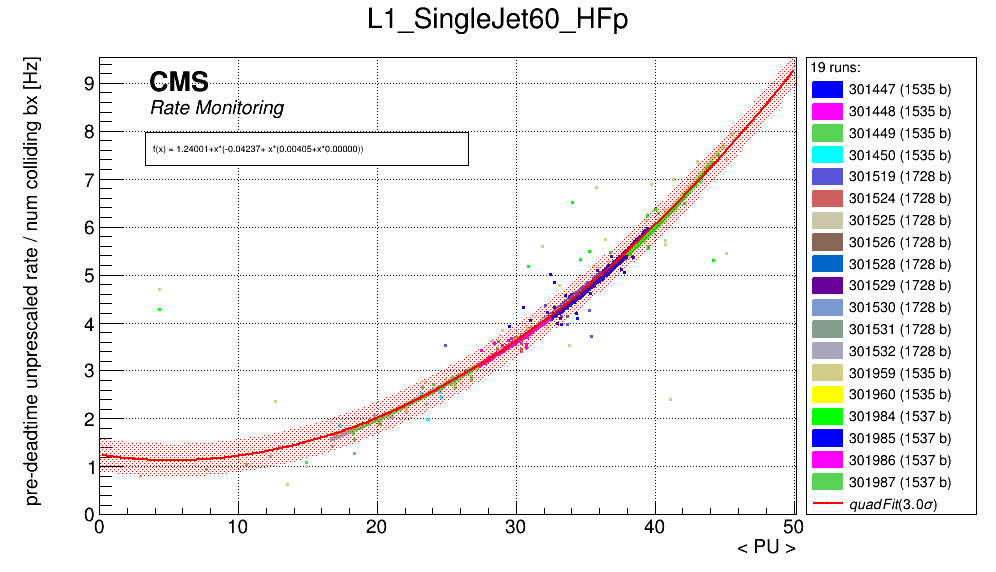 L1_SingleJet60_HFp
pre-deadtime unprescaled rate / num colliding bx [Hz]
CMS
Rate Monitoring
f(x) = 1.24001+x*(-0.04237+ x*(0.00405+x*0.00000))
9
8
7
6
5
4
3
2
1
0
0 10 20 30 40 50
< PU >
19 runs:
301447 (1535 b)
301448 (1535 b)
301449 (1535 b)
301450 (1535 b)
301519 (1728 b)
301524 (1728 b)
301525 (1728 b)
301526 (1728 b)
301528 (1728 b)
301529 (1728 b)
301530 (1728 b)
301531 (1728 b)
301532 (1728 b)
301959 (1535 b)
301960 (1535 b)
301984 (1537 b)
301985 (1537 b)
301986 (1537 b)
301987 (1537 b)
quadFit(3.0σ)